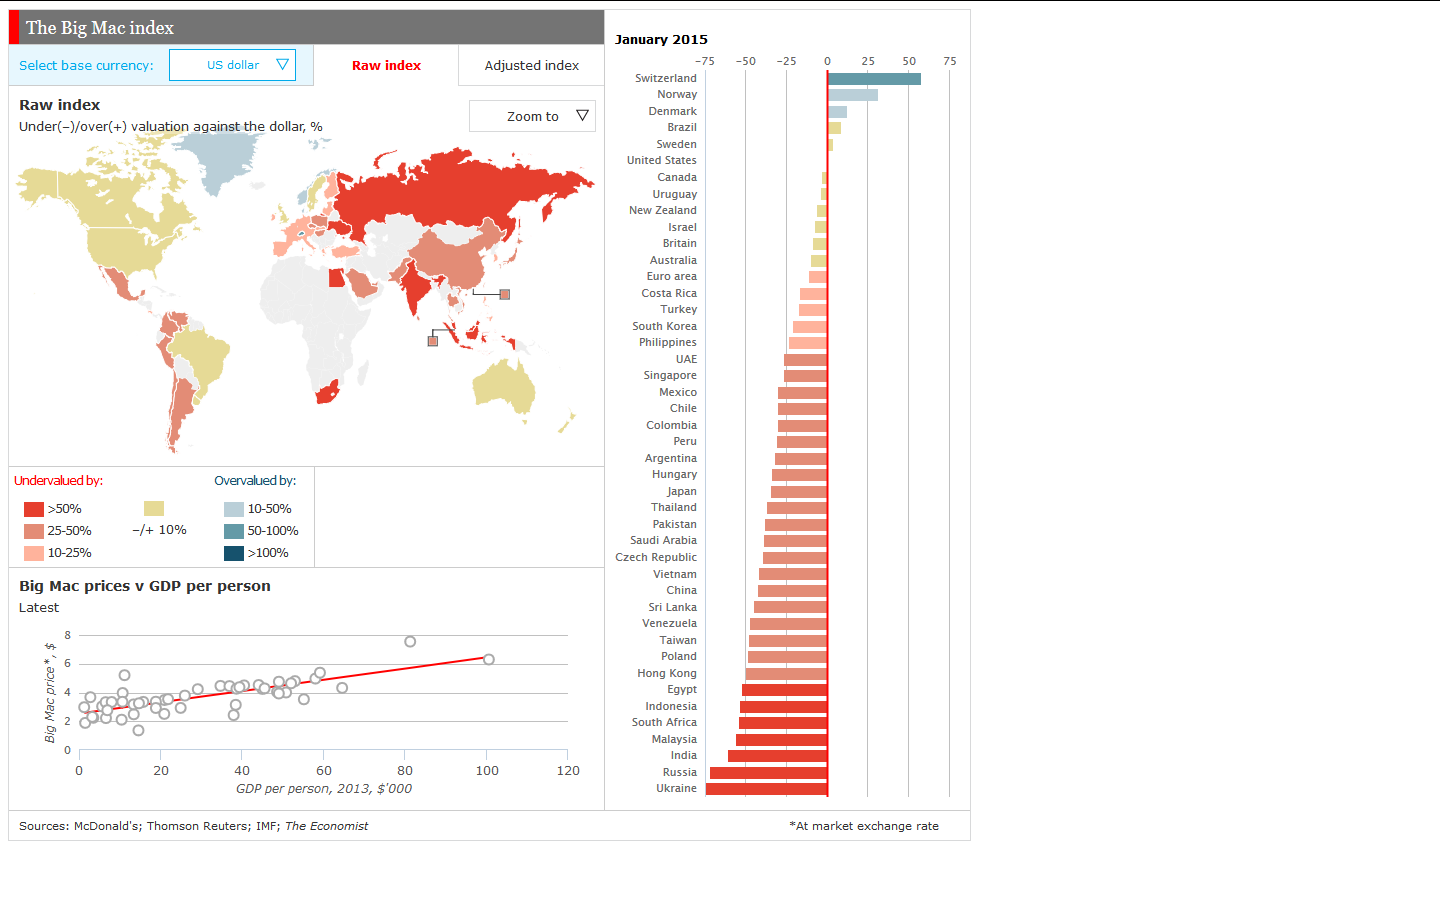 The Big Mac index
Select base currency:
US dollar
Raw index
Adjusted index
Raw index
Under(−)/over(+) valuation against the dollar, %
Zoom to
Undervalued by:
Overvalued by:
>50%
10-50%
25-50%
−/+ 10%
50-100%
10-25%
>100%
Big Mac prices v GDP per person
Latest
Big Mac price*, $
8
6
4
2
0
0 20 40 60 80 100 120
GDP per person, 2013, $'000
January 2015
−75 −50 −25 0 25 50 75
Switzerland
Norway
Denmark
Brazil
Sweden
United States
Canada
Uruguay
New Zealand
Israel
Britain
Australia
Euro area
Costa Rica
Turkey
South Korea
Philippines
UAE
Singapore
Mexico
Chile
Colombia
Peru
Argentina
Hungary
Japan
Thailand
Pakistan
Saudi Arabia
Czech Republic
Vietnam
China
Sri Lanka
Venezuela
Taiwan
Poland
Hong Kong
Egypt
Indonesia
South Africa
Malaysia
India
Russia
Ukraine
Sources: McDonald's; Thomson Reuters; IMF; The Economist
*At market exchange rate